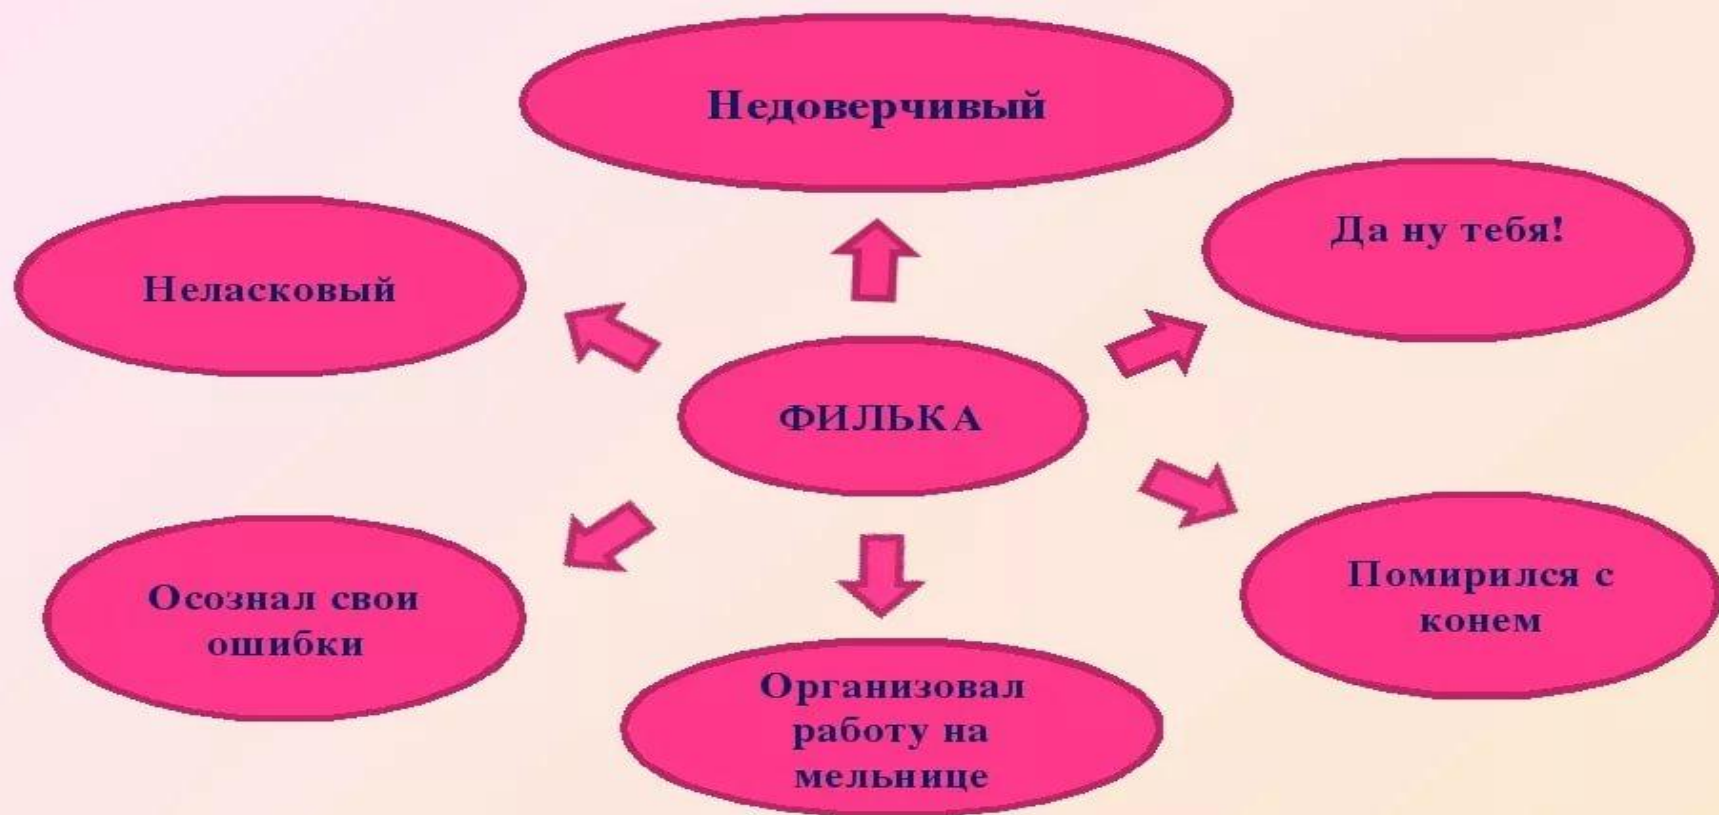 Недоверчивый
Да ну тебя!
Неласковый
ФИЛЬКА
Осознал свои
ошибки
Помирился с
конем
Организовал
работу на
мельнице